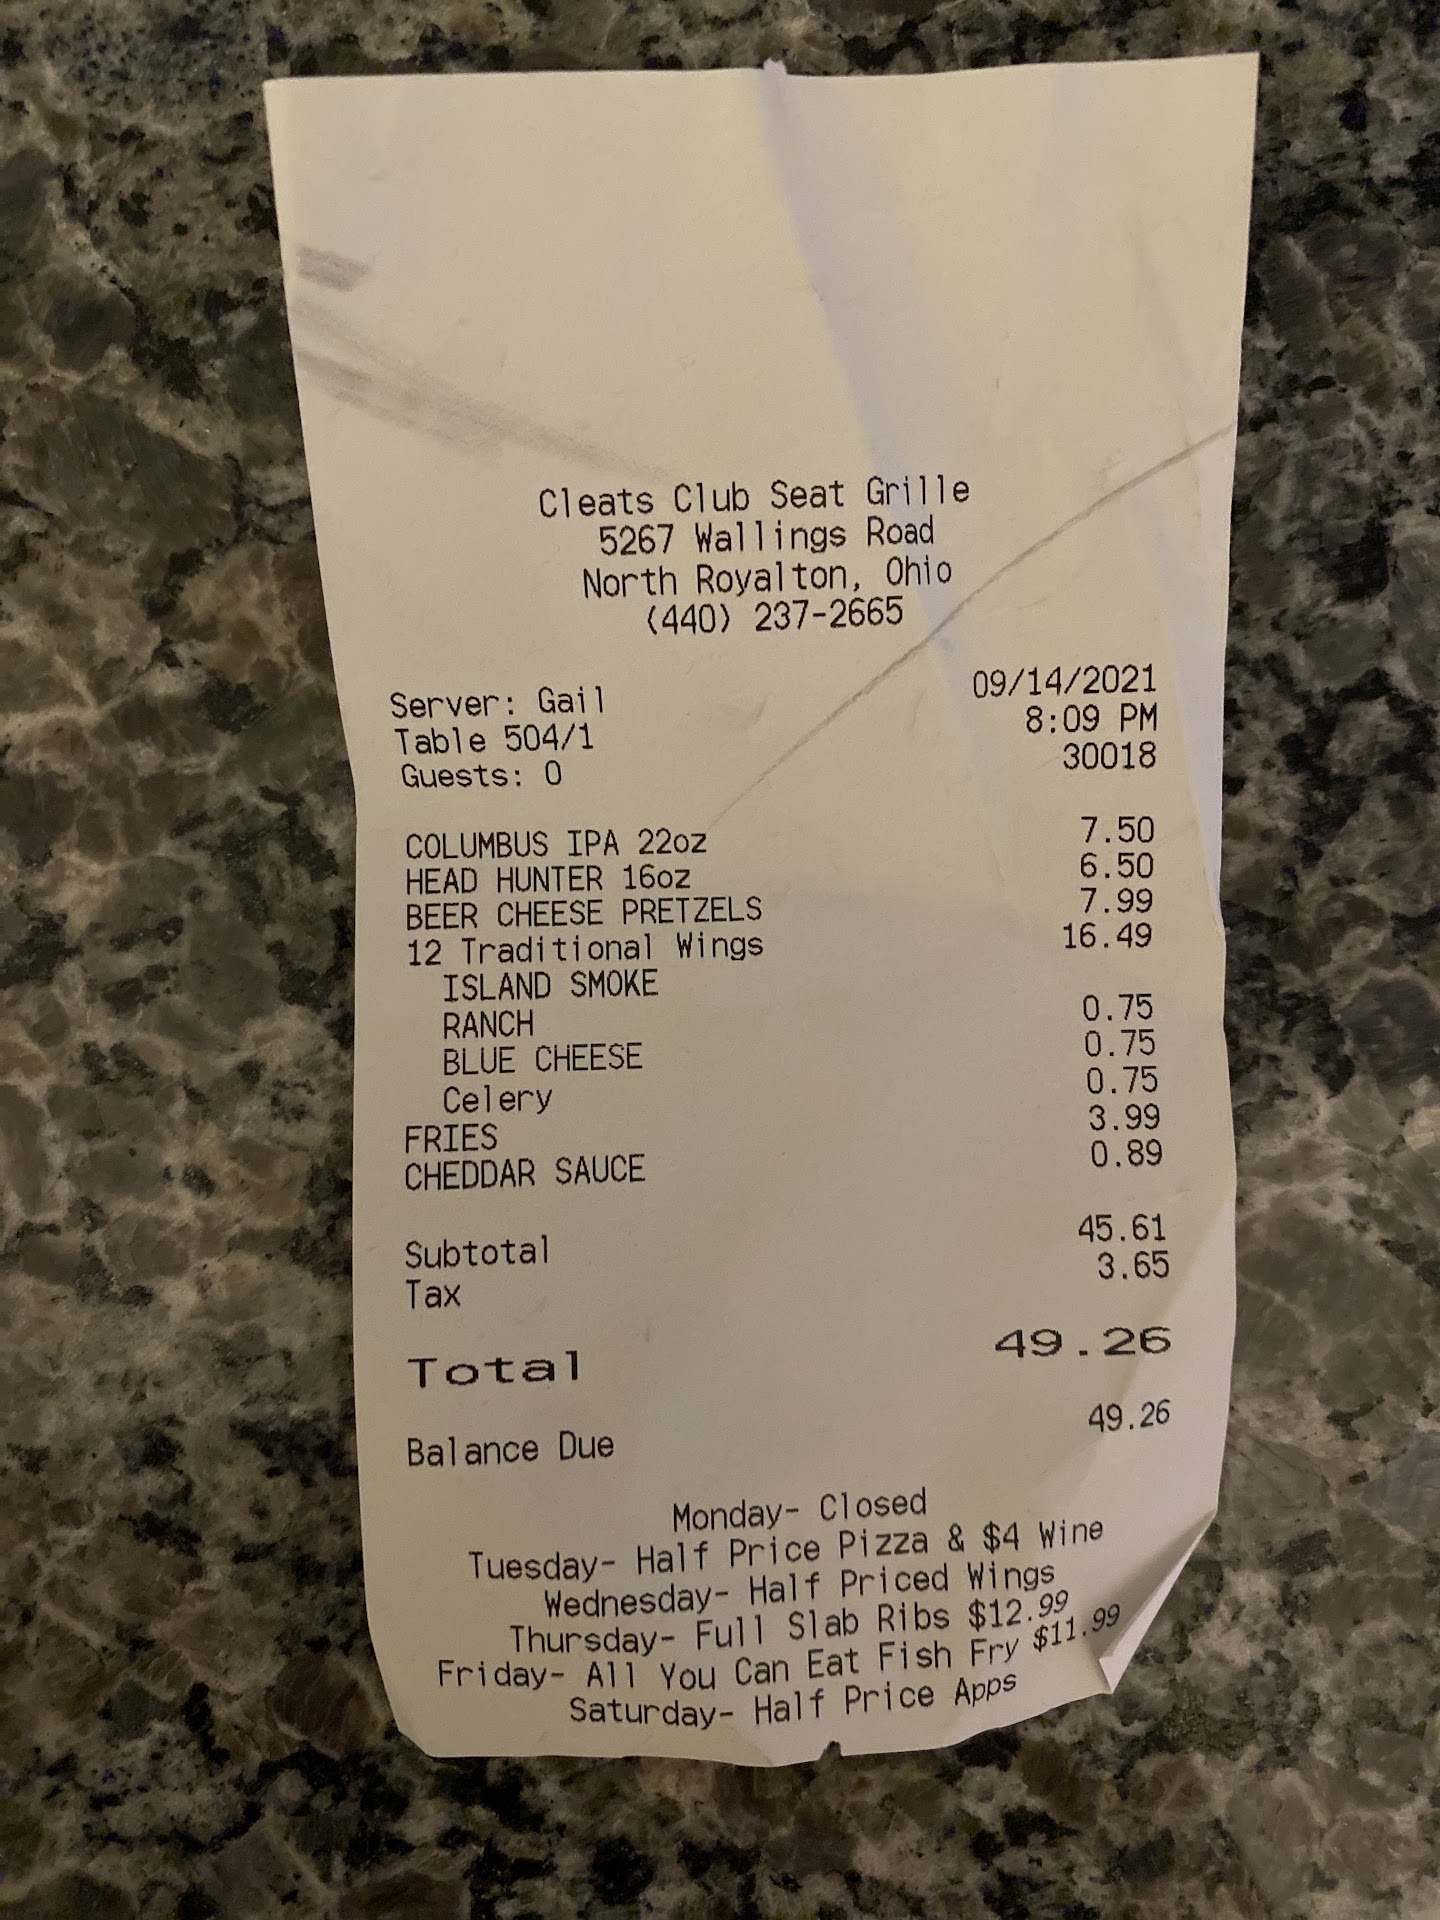 Cleats Club Seat Grille
5267 Wallings Road
North Royalton, Ohio
(440) 237-2665
Server: Gail 09/14/2021
Table 504/1 8:09 PM
Guests: 0 30018
COLUMBUS IPA 22oz 7.50
HEAD HUNTER 16oz 6.50
BEER CHEESE PRETZELS 7.99
12 Traditional Wings 16.49
ISLAND SMOKE
RANCH 0.75
BLUE CHEESE 0.75
Celery 0.75
FRIES 3.99
CHEDDAR SAUCE 0.89
Subtotal 45.61
Tax 3.65
Total 49.26
Balance Due 49.26
Monday- Closed
Tuesday- Half Price Pizza & $4 Wine
Wednesday- Half Priced Wings
Thursday- Full Slab Ribs $12.99
Friday- All You Can Eat Fish Fry $11.99
Saturday- Half Price Apps